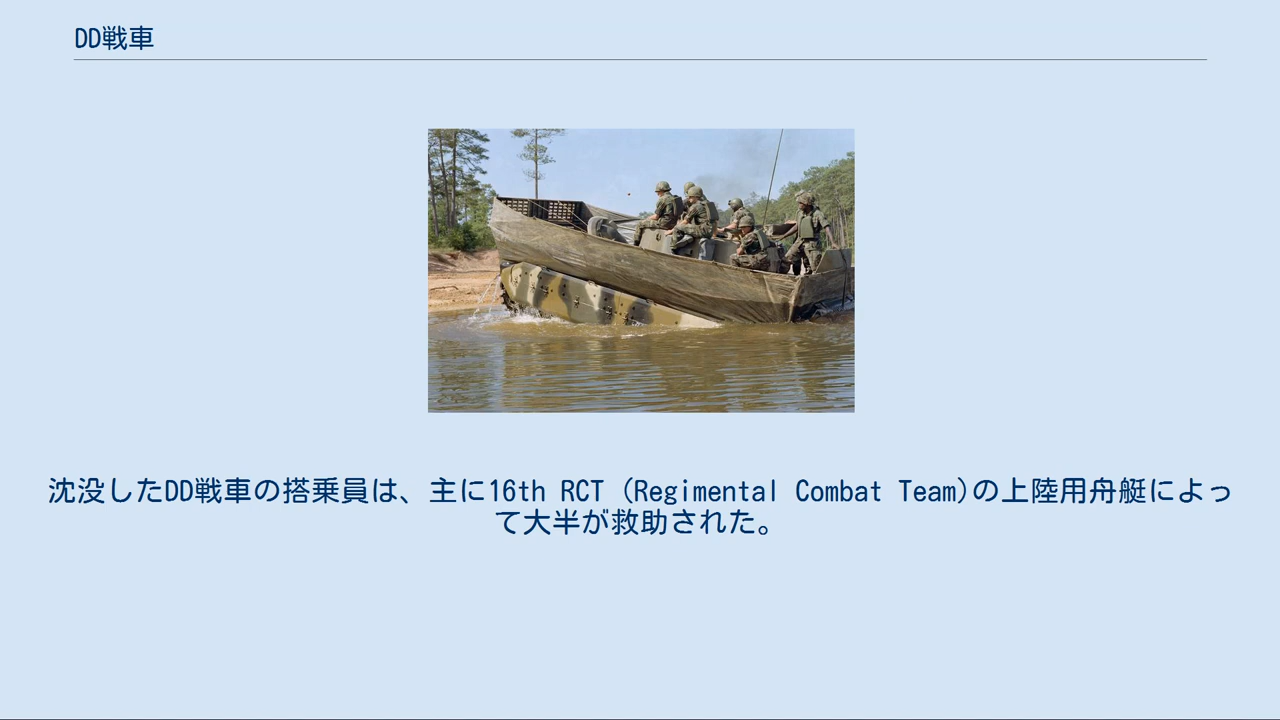 DD戦車
沈没したDD戦車の搭乗員は、主に16th RCT (Regimental Combat Team)の上陸用舟艇によっ
て大半が救助された。